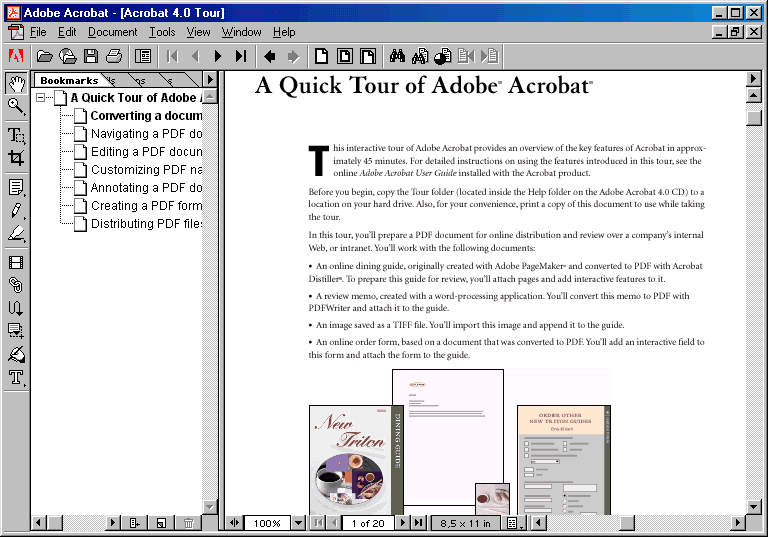 Adobe Acrobat - [Acrobat 4.0 Tour]
File Edit Document Tools View Window Help
Bookmarks
A Quick Tour of Adobe
Converting a docum
Navigating a PDF do
Editing a PDF docun
Customizing PDF na
Annotating a PDF do
Creating a PDF form
Distributing PDF files
A Quick Tour of Adobe® Acrobat®
This interactive tour of Adobe Acrobat provides an overview of the key features of Acrobat in approx-
imately 45 minutes. For detailed instructions on using the features introduced in this tour, see the
online Adobe Acrobat User Guide installed with the Acrobat product.
Before you begin, copy the Tour folder (located inside the Help folder on the Adobe Acrobat 4.0 CD) to a
location on your hard drive. Also, for your convenience, print a copy of this document to use while taking
the tour.
In this tour, you'll prepare a PDF document for online distribution and review over a company's internal
Web, or intranet. You'll work with the following documents:
• An online dining guide, originally created with Adobe PageMaker® and converted to PDF with Acrobat
Distiller®. To prepare this guide for review, you'll attach pages and add interactive features to it.
• A review memo, created with a word-processing application. You'll convert this memo to PDF with
PDFWriter and attach it to the guide.
• An image saved as a TIFF file. You'll import this image and append it to the guide.
• An online order form, based on a document that was converted to PDF. You'll add an interactive field to
this form and attach the form to the guide.
New
Triton
DINING GUIDE
ORDER OTHER
NEW TRITON GUIDES
100%
1 of 20
8,5 x 11 in